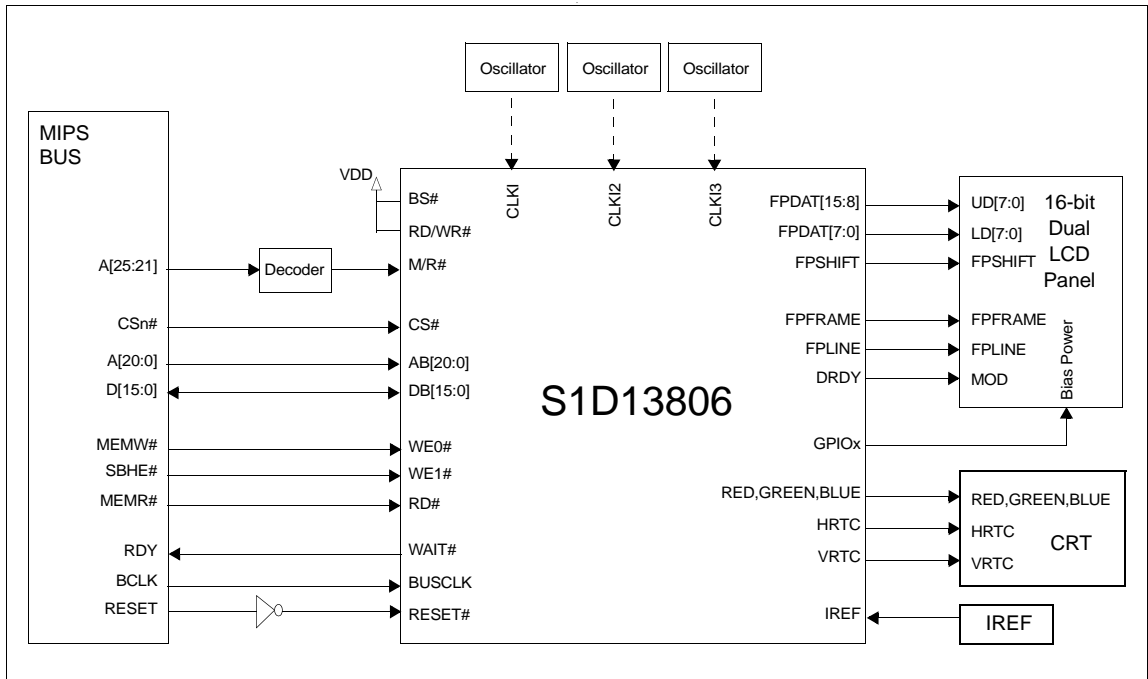 Oscillator
Oscillator
Oscillator
MIPS
BUS
A[25:21]
CSn#
A[20:0]
D[15:0]
MEMW#
SBHE#
MEMR#
RDY
BCLK
RESET
VDD
Decoder
BS#
RD/WR#
M/R#
CS#
AB[20:0]
DB[15:0]
WE0#
WE1#
RD#
WAIT#
BUSCLK
RESET#
CLKI
CLKI2
CLKI3
S1D13806
FPDAT[15:8]
FPDAT[7:0]
FPSHIFT
FPFRAME
FPLINE
DRDY
GPIOx
RED,GREEN,BLUE
HRTC
VRTC
IREF
UD[7:0]
LD[7:0]
FPSHIFT
FPFRAME
FPLINE
MOD
16-bit
Dual
LCD
Panel
Bias Power
RED,GREEN,BLUE
HRTC
VRTC
CRT
IREF